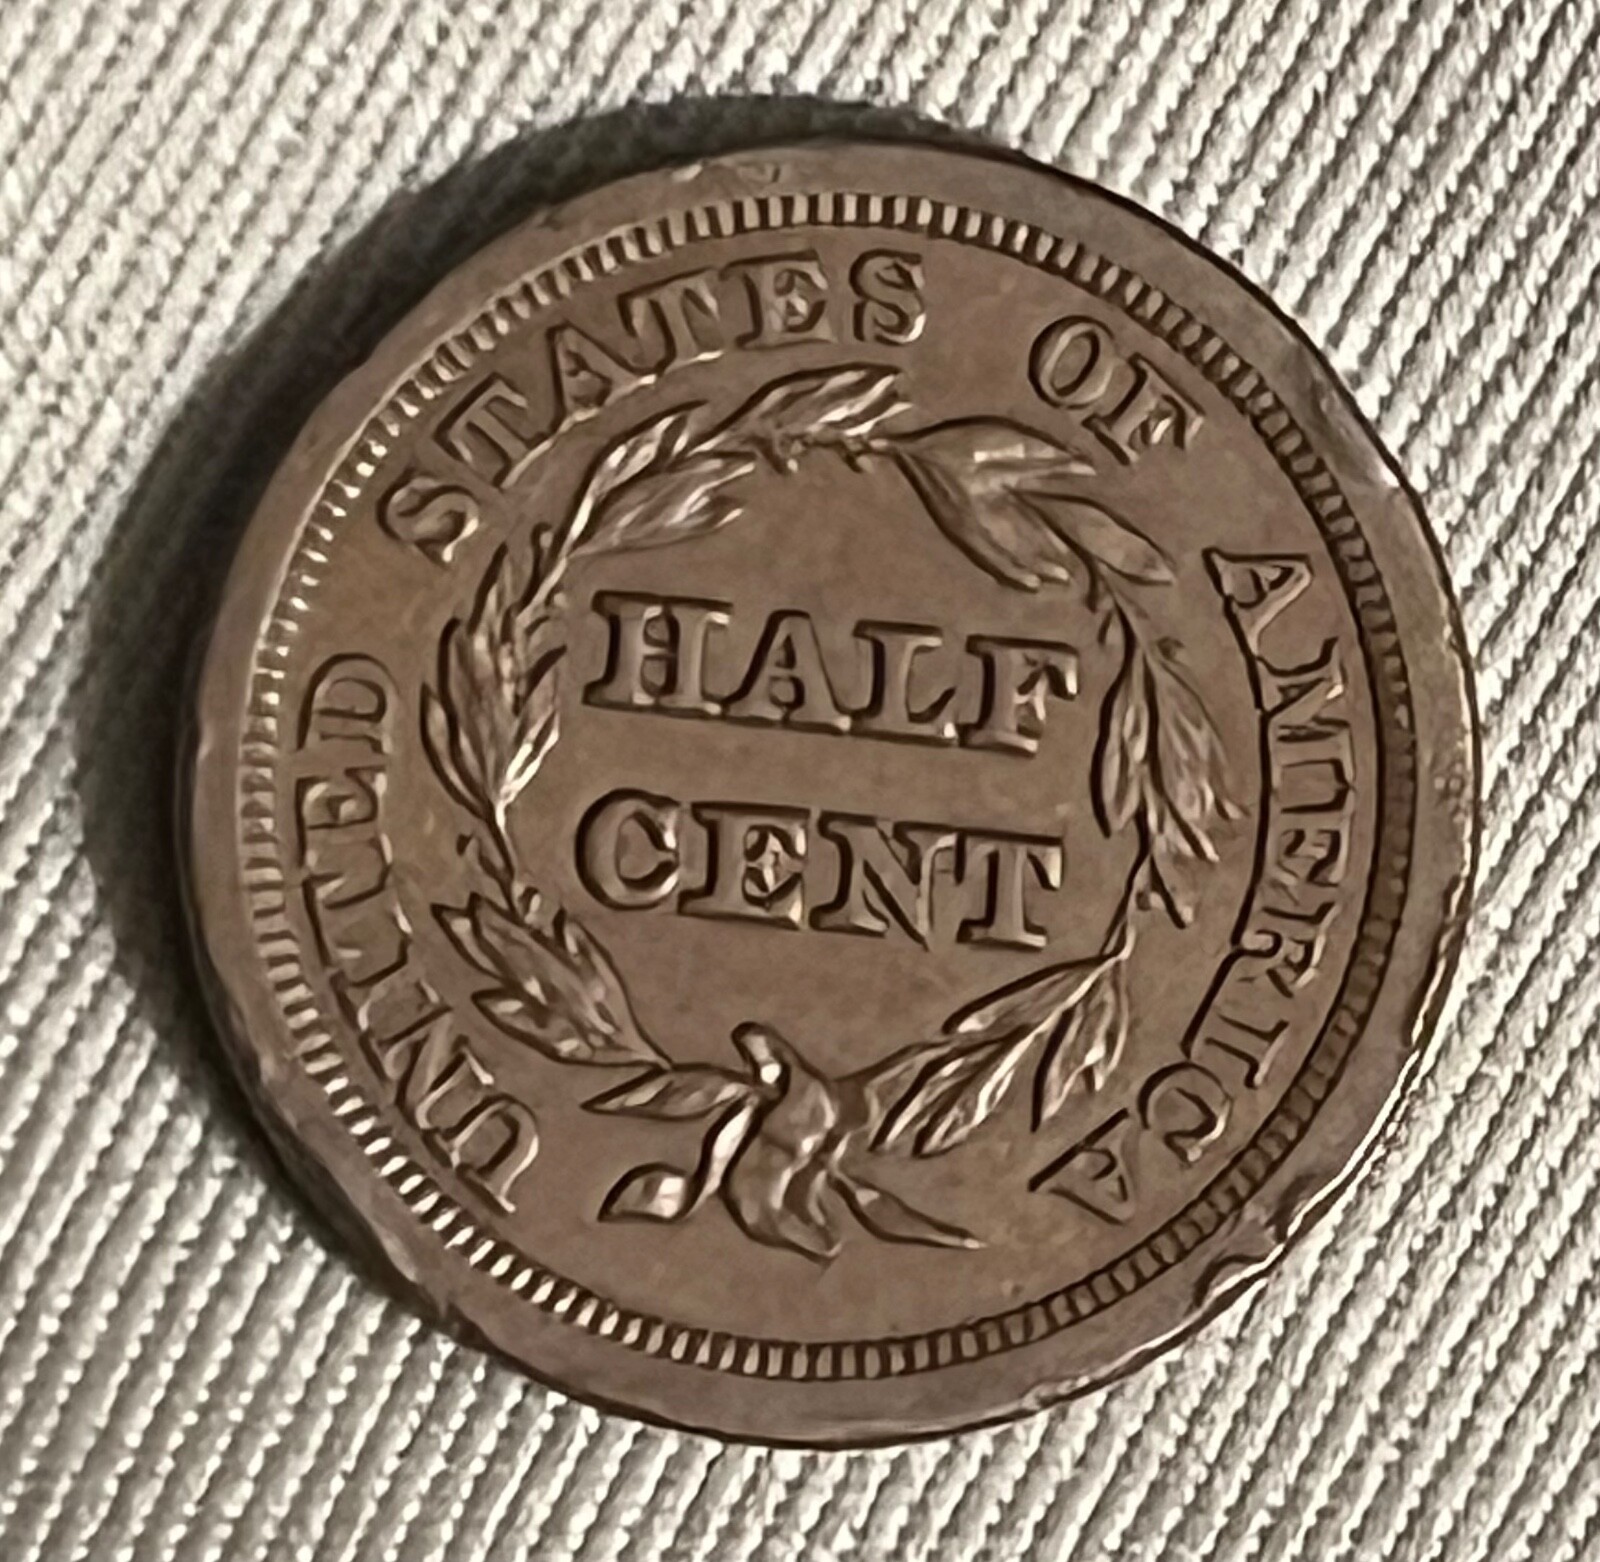 UNITED STATES OF AMERICA
HALF
CENT